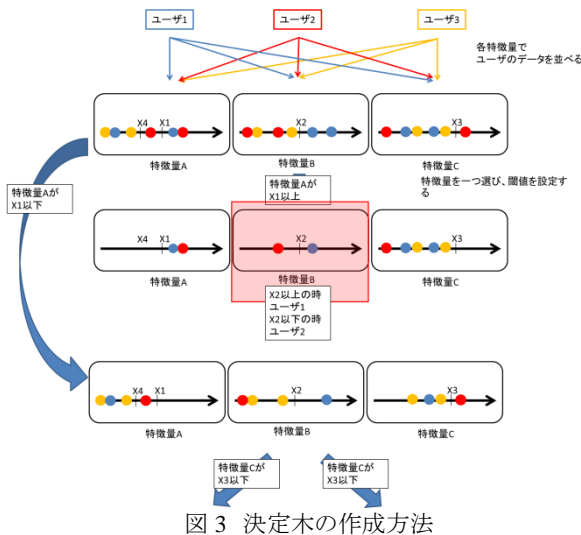 ユーザ1
ユーザ2
ユーザ3
各特徴量で
ユーザのデータを並べる
X4
X1
X2
X3
特徴量A
特徴量B
特徴量C
特徴量Aが
X1以下
特徴量Aが
X1以上
特徴量を一つ選び、閾値を設定す
る
X4
X1
X2
X3
特徴量A
特徴量B
特徴量C
X2以上の時
ユーザ1
X2以下の時
ユーザ2
X4
X1
X2
X3
特徴量A
特徴量B
特徴量C
特徴量Cが
X3以下
特徴量Cが
X3以下
図 3 決定木の作成方法